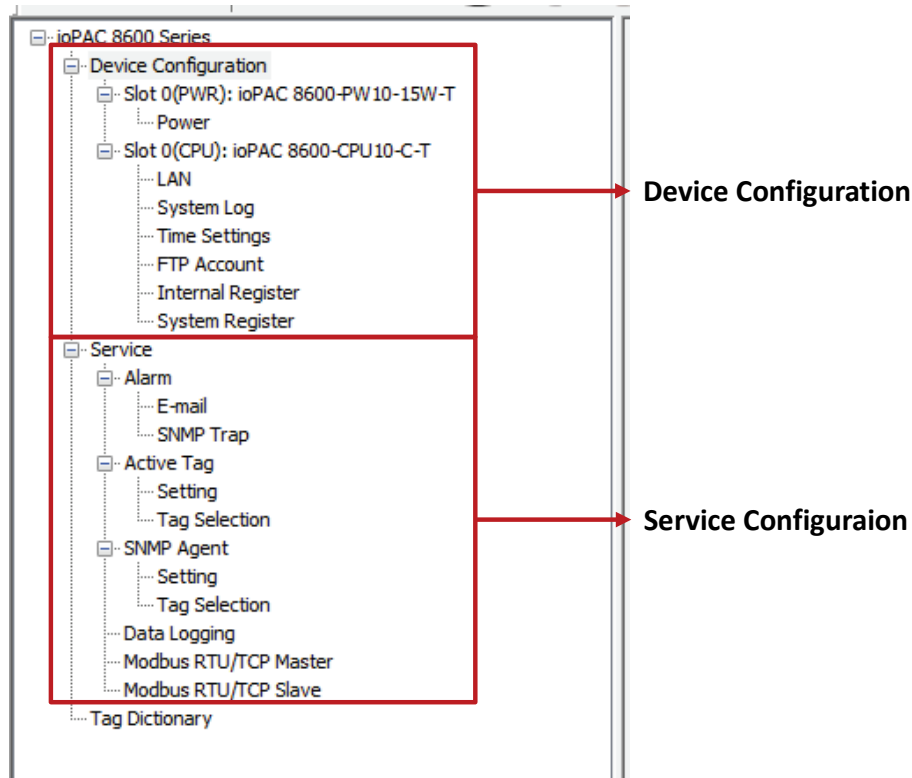 ioPAC 8600 Series
Device Configuration
Slot 0(PWR): ioPAC 8600-PW10-15W-T
Power
Slot 0(CPU): ioPAC 8600-CPU10-C-T
LAN
System Log
Time Settings
FTP Account
Internal Register
System Register
Service
Alarm
E-mail
SNMP Trap
Active Tag
Setting
Tag Selection
SNMP Agent
Setting
Tag Selection
Data Logging
Modbus RTU/TCP Master
Modbus RTU/TCP Slave
Tag Dictionary
Device Configuration
Service Configuraion